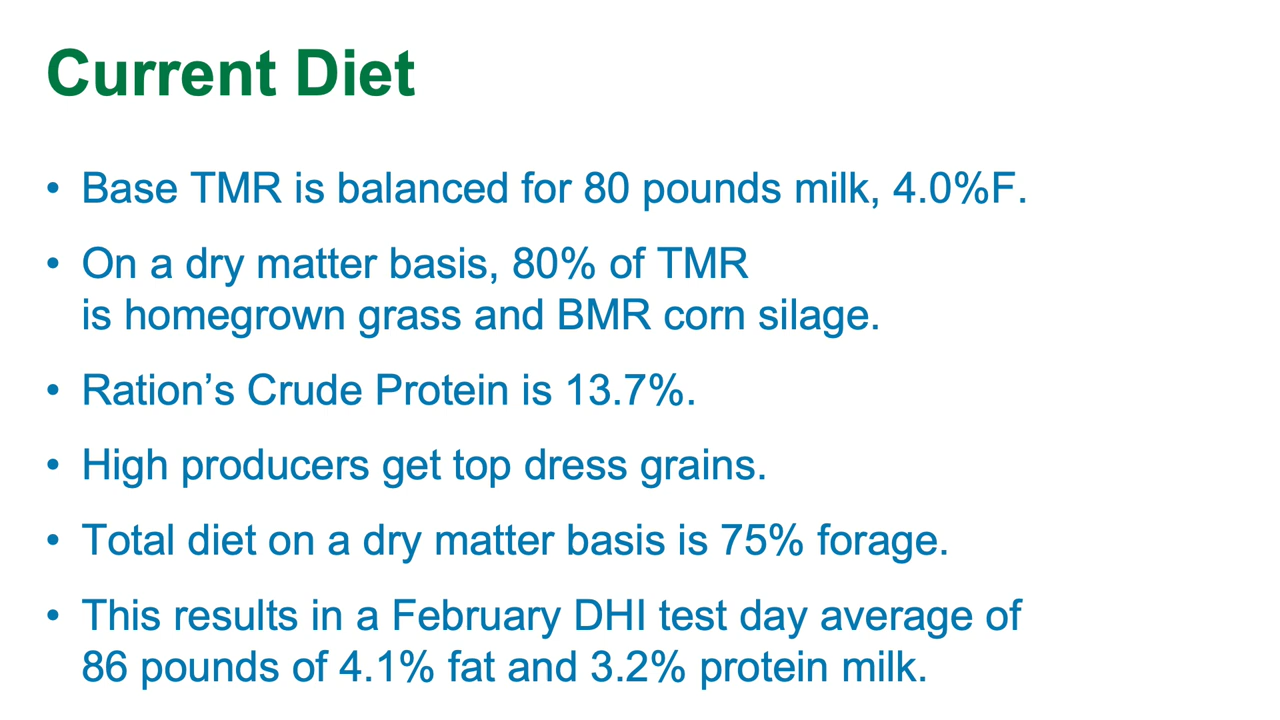 Current Diet
• Base TMR is balanced for 80 pounds milk, 4.0%F.
• On a dry matter basis, 80% of TMR
is homegrown grass and BMR corn silage.
• Ration’s Crude Protein is 13.7%.
• High producers get top dress grains.
• Total diet on a dry matter basis is 75% forage.
• This results in a February DHI test day average of
86 pounds of 4.1% fat and 3.2% protein milk.